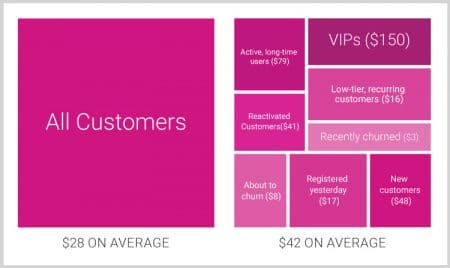 All Customers
$28 ON AVERAGE
Active, long-time
users ($79)
VIPs ($150)
Low-tier, recurring
customers ($16)
Reactivated
Customers($41)
Recently churned ($3)
About to
churn ($8)
Registered
yesterday
($17)
New
customers
($48)
$42 ON AVERAGE